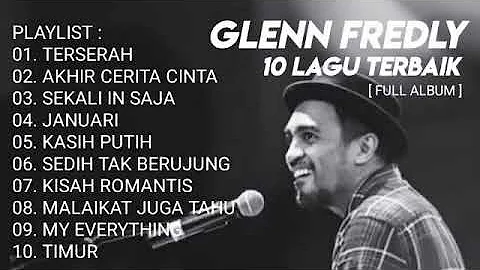 PLAYLIST :
01. TERSERAH
02. AKHIR CERITA CINTA
03. SEKALI IN SAJA
04. JANUARI
05. KASIH PUTIH
06. SEDIH TAK BERUJUNG
07. KISAH ROMANTIS
08. MALAIKAT JUGA TAHU
09. MY EVERYTHING
10. TIMUR
GLENN FREDLY
10 LAGU TERBAIK
[ FULL ALBUM ]